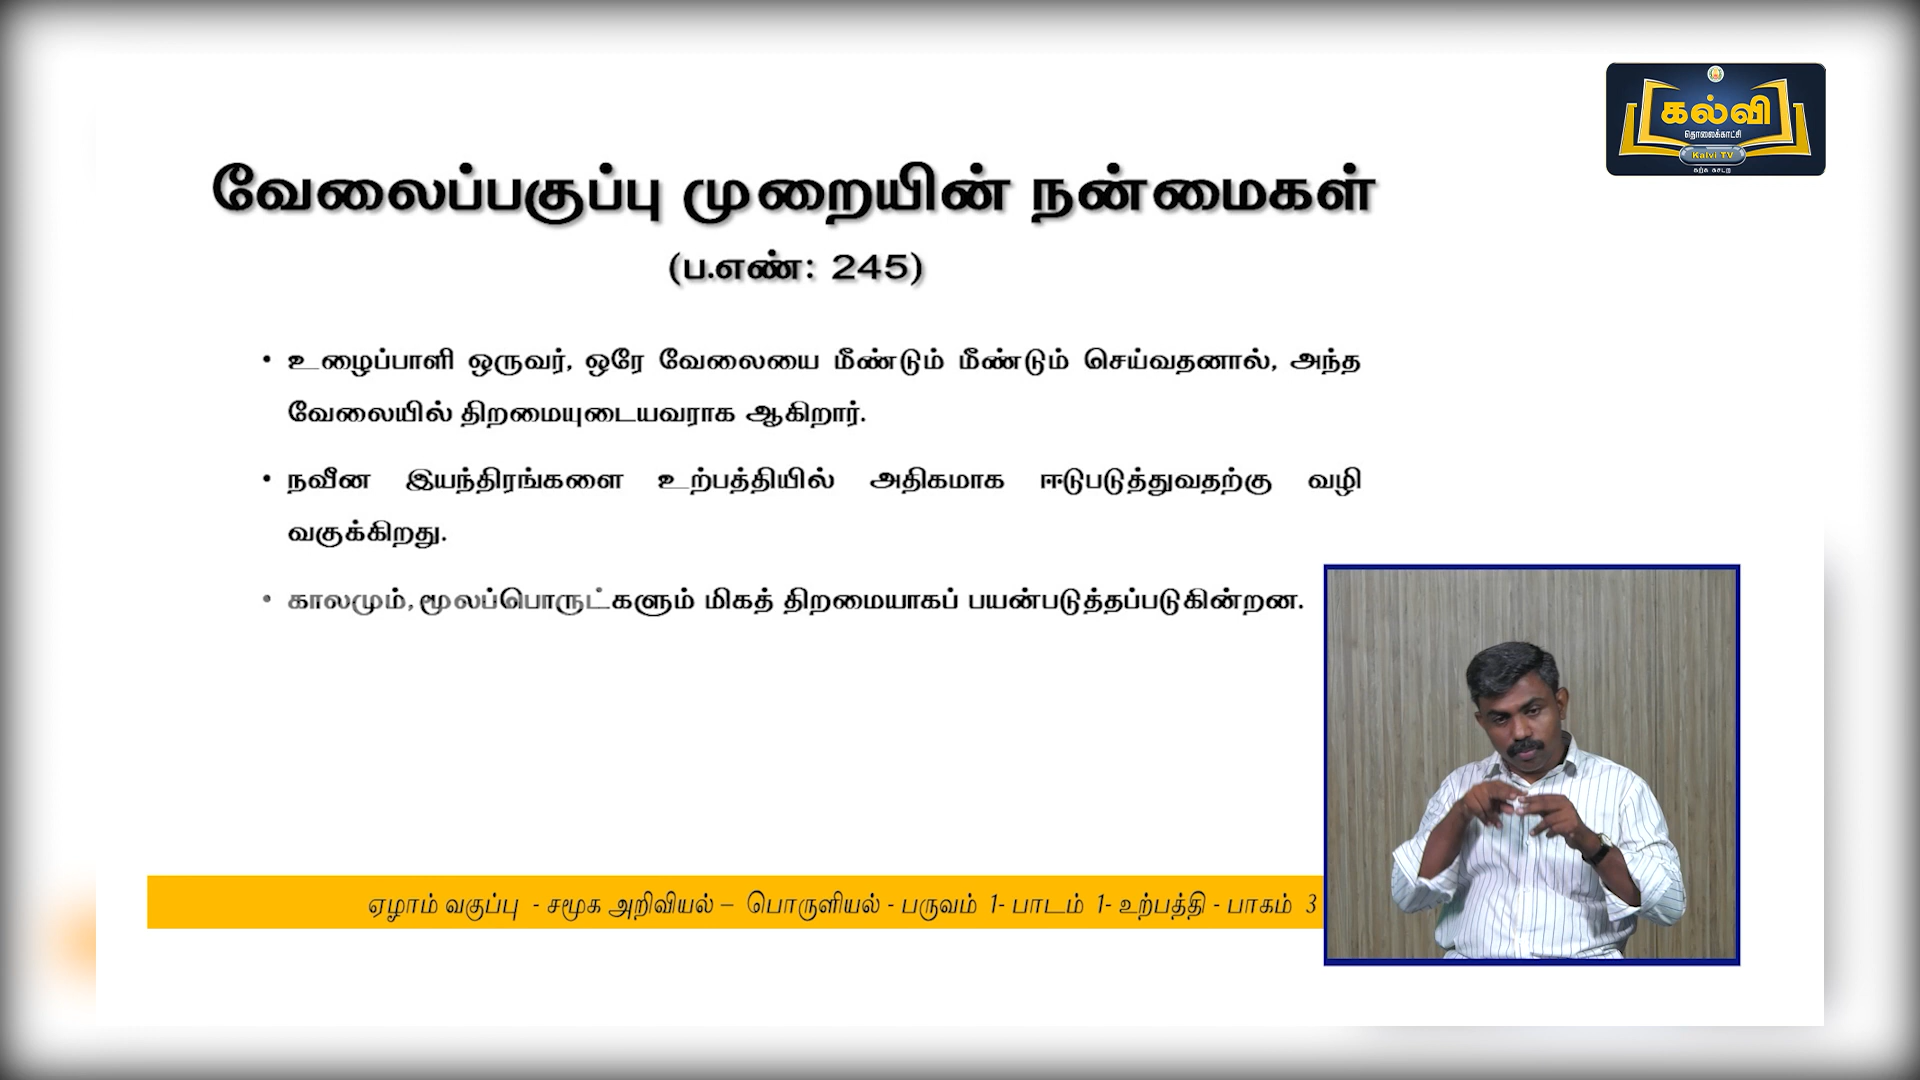 கல்வி
தொலைக்காட்சி
Kalvi TV
கற்க கசடற
வேலைப்பகுப்பு முறையின் நன்மைகள்
(ப.எண்: 245)
• உழைப்பாளி ஒருவர், ஒரே வேலையை மீண்டும் மீண்டும் செய்வதனால், அந்த
வேலையில் திறமையுடையவராக ஆகிறார்.
• நவீன இயந்திரங்களை உற்பத்தியில் அதிகமாக ஈடுபடுத்துவதற்கு வழி
வகுக்கிறது.
• காலமும், மூலப்பொருட்களும் மிகத் திறமையாகப் பயன்படுத்தப்படுகின்றன.
ஏழாம் வகுப்பு - சமூக அறிவியல் – பொருளியல் - பருவம் 1- பாடம் 1- உற்பத்தி - பாகம் 3